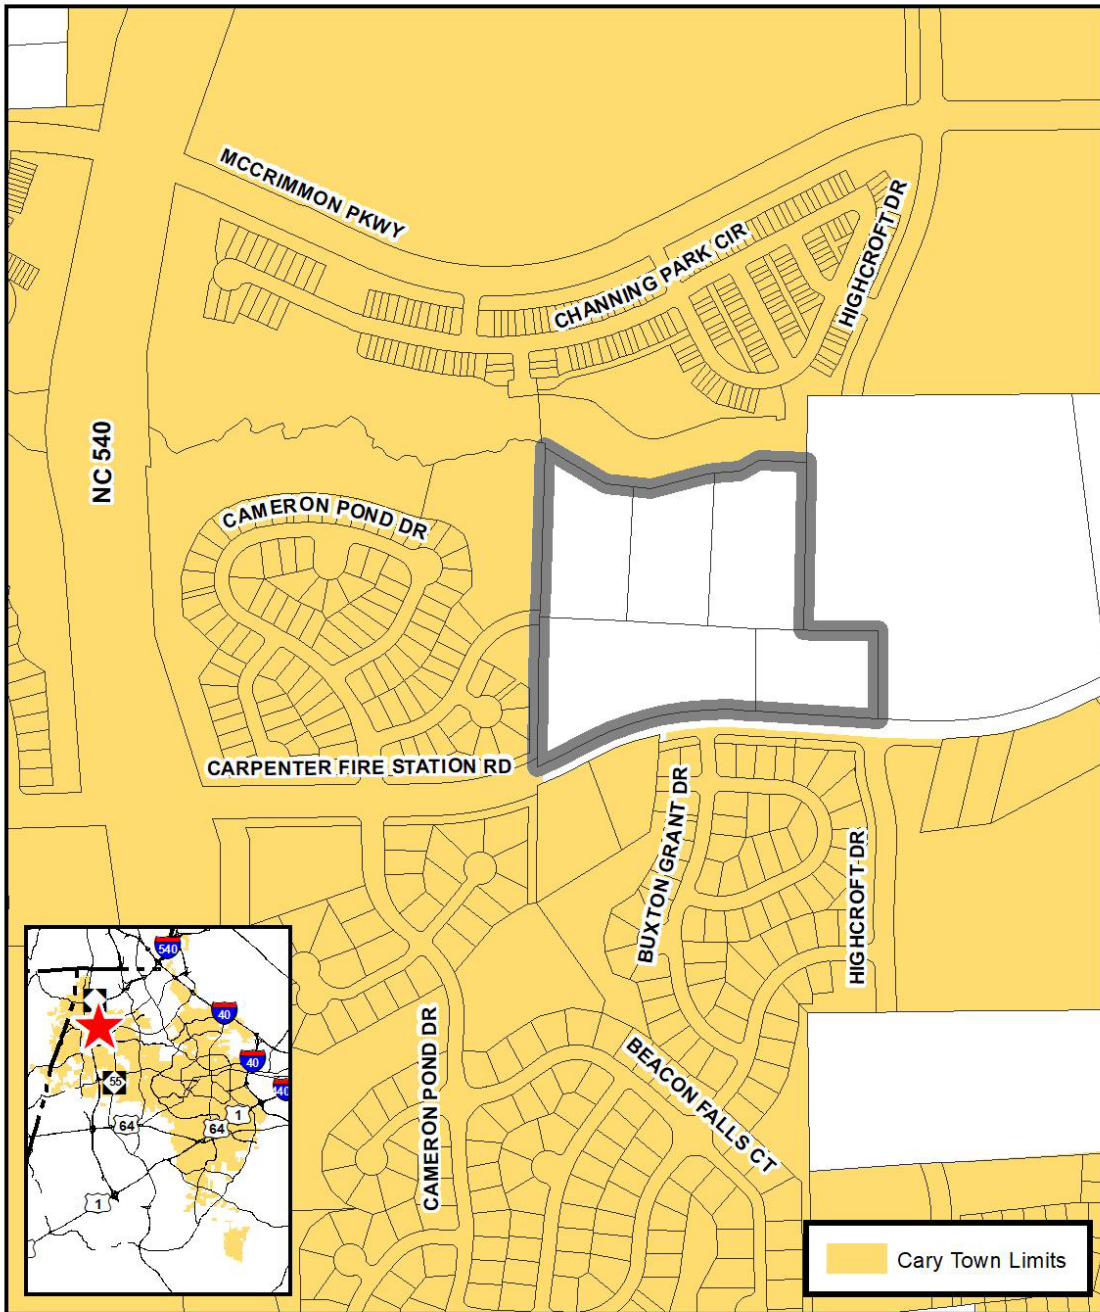 MCCRIMMON PKWY
CHANNING PARK CIR
HIGHCROFT DR
NC 540
CAMERON POND DR
CARPENTER FIRE STATION RD
BUXTON GRANT DR
HIGHCROFT DR
CAMERON POND DR
BEACON FALLS CT
540
40
40
55
64
64
1
1
Cary Town Limits